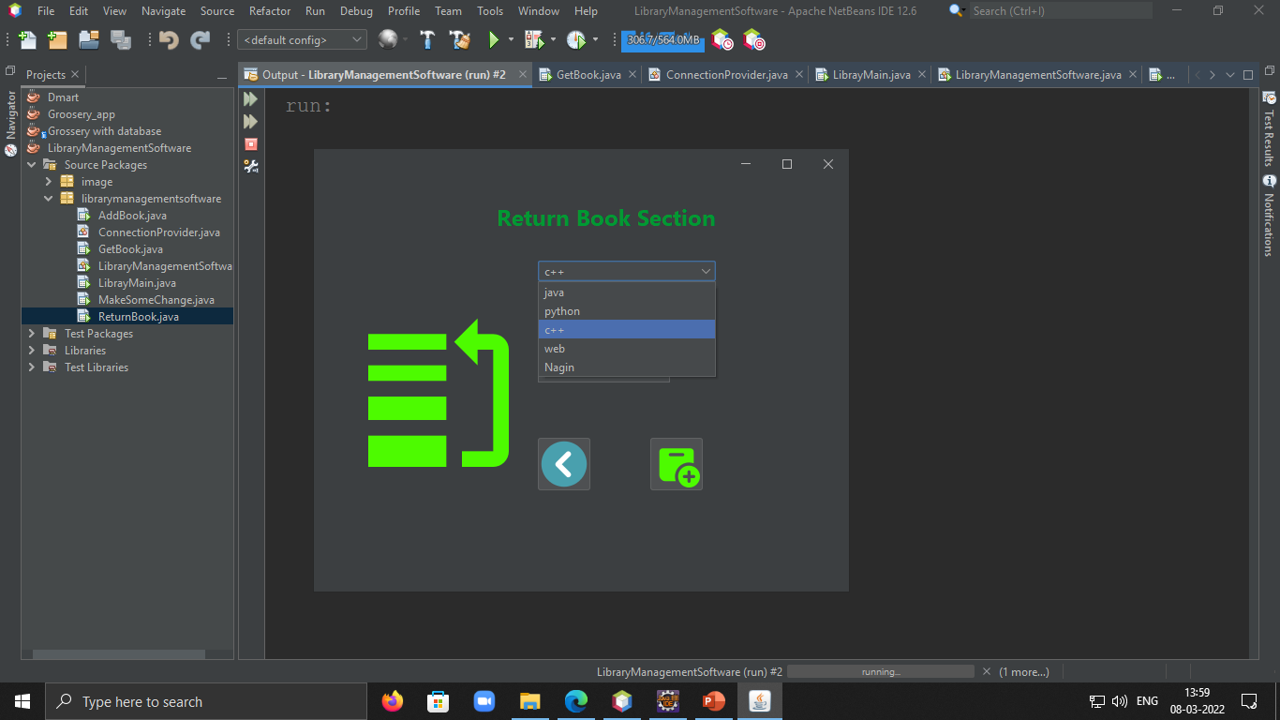 File Edit View Navigate Source Refactor Run Debug Profile Team Tools Window Help LibraryManagementSoftware - Apache NetBeans IDE 12.6 Search (Ctrl+I)
<default config> 306.7/564.0MB
Projects Output - LibraryManagementSoftware (run) #2 GetBook.java ConnectionProvider.java LibrayMain.java LibraryManagementSoftware.java ...
Navigator
Dmart
Groosery_app
Grossery with database
LibraryManagementSoftware
Source Packages
image
librarymanagementsoftware
AddBook.java
ConnectionProvider.java
GetBook.java
LibraryManagementSoftwa
LibrayMain.java
MakeSomeChange.java
ReturnBook.java
Test Packages
Libraries
Test Libraries
run:
Return Book Section
c++
java
python
c++
web
Nagin
Test Results
Notifications
LibraryManagementSoftware (run) #2 running... (1 more...)
Type here to search
ENG
13:59
08-03-2022